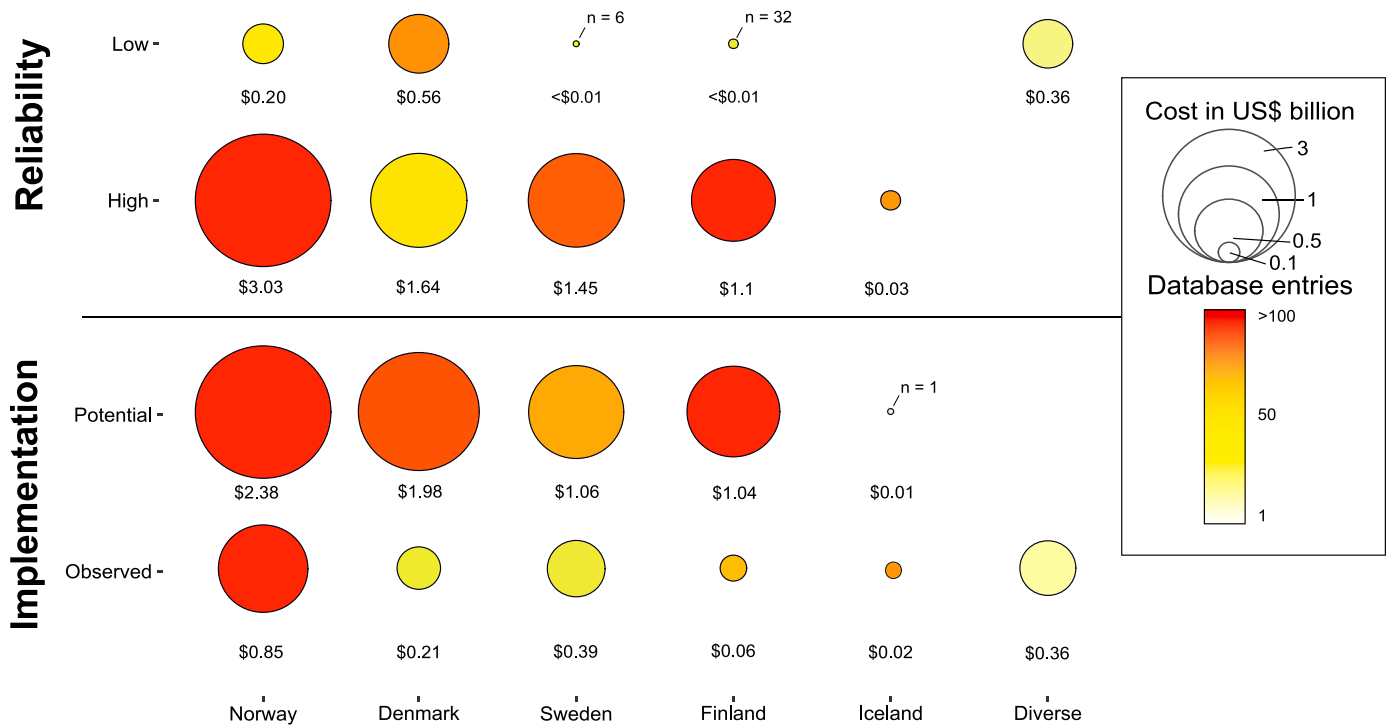 Reliability
Low
n = 6
n = 32
$0.20
$0.56
<$0.01
<$0.01
$0.36
High
$3.03
$1.64
$1.45
$1.1
$0.03
Implementation
Potential
n = 1
$2.38
$1.98
$1.06
$1.04
$0.01
Observed
$0.85
$0.21
$0.39
$0.06
$0.02
$0.36
Norway
Denmark
Sweden
Finland
Iceland
Diverse
Cost in US$ billion
3
1
0.5
0.1
Database entries
>100
50
1